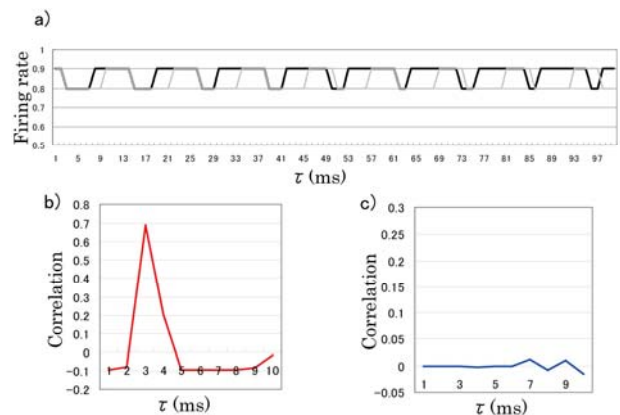 a)
Firing rate
1
0.9
0.8
0.7
0.6
0.5
1 5 9 13 17 21 25 29 33 37 41 45 49 53 57 61 65 69 73 77 81 85 89 93 97
τ (ms)
b)
Correlation
0.8
0.7
0.6
0.5
0.4
0.3
0.2
0.1
0
-0.1
-0.2
1 2 3 4 5 6 7 8 9 10
τ (ms)
c)
Correlation
0.3
0.25
0.2
0.15
0.1
0.05
0
-0.05
1 3 5 7 9
τ (ms)